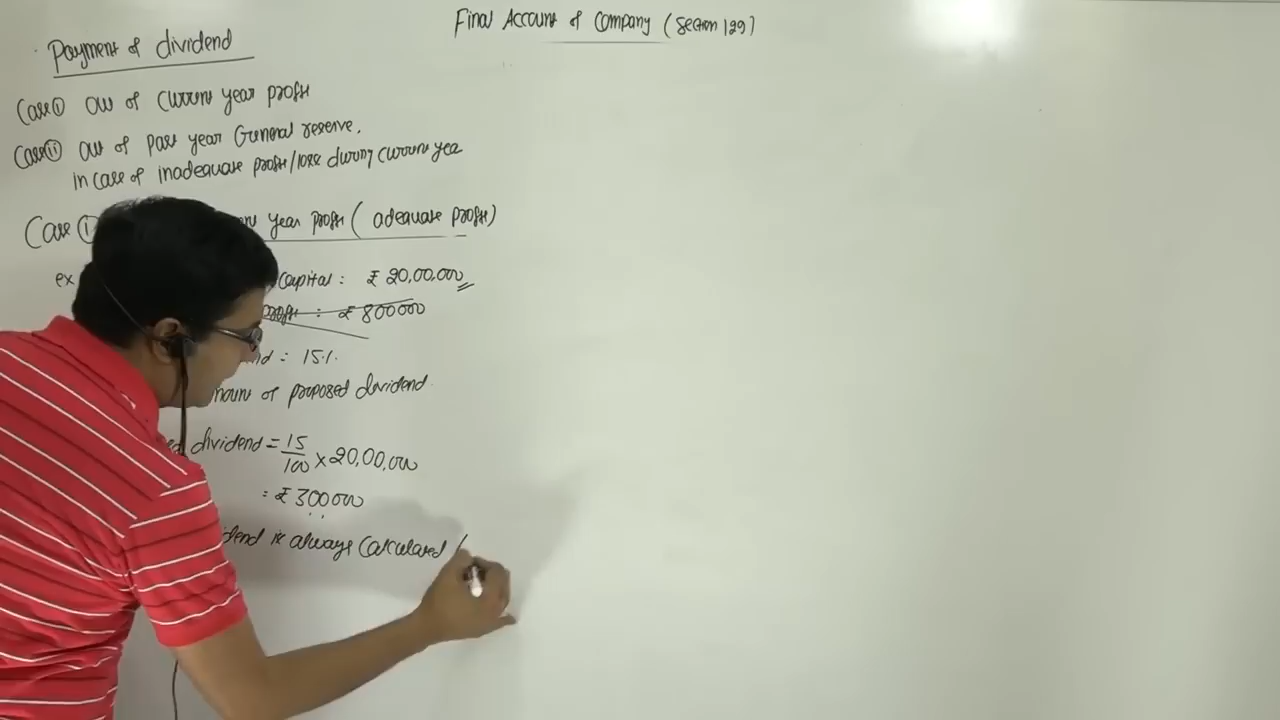 Final Account of Company (Section 129)
Payment of dividend
Case (i) Out of Current year profit
Case (ii) Out of Past year General reserve.
in case of inadequate profit/loss during current year
Case (i) year profit (adequate profit)
ex Capital : ₹ 20,00,000
profit : ₹ 800000
: 15%
of proposed dividend
dividend = 15/100 × 20,00,000
= ₹ 300000
is always calculated